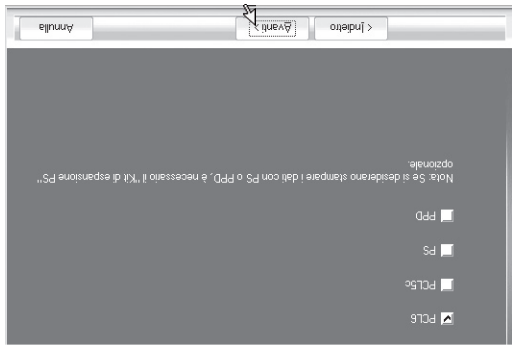 PCL6
PCL5c
PS
PPD
Nota: Se si desiderano stampare i dati con PS o PPD, è necessario il "Kit di espansione PS"
opzionale.
< Indietro
Avanti >
Annulla